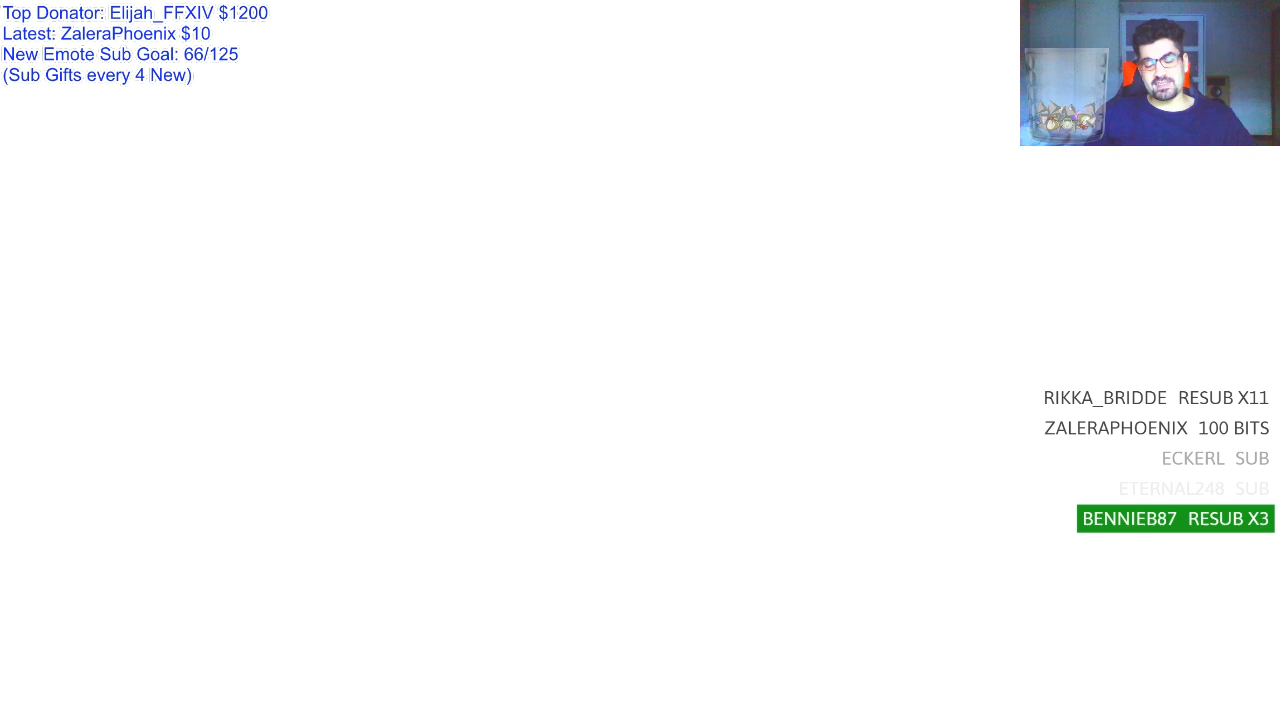 Top Donator: Elijah_FFXIV $1200
Latest: ZaleraPhoenix $10
New Emote Sub Goal: 66/125
(Sub Gifts every 4 New)
RIKKA_BRIDDE RESUB X11
ZALERAPHOENIX 100 BITS
ECKERL SUB
ETERNAL248 SUB
BENNIEB87 RESUB X3